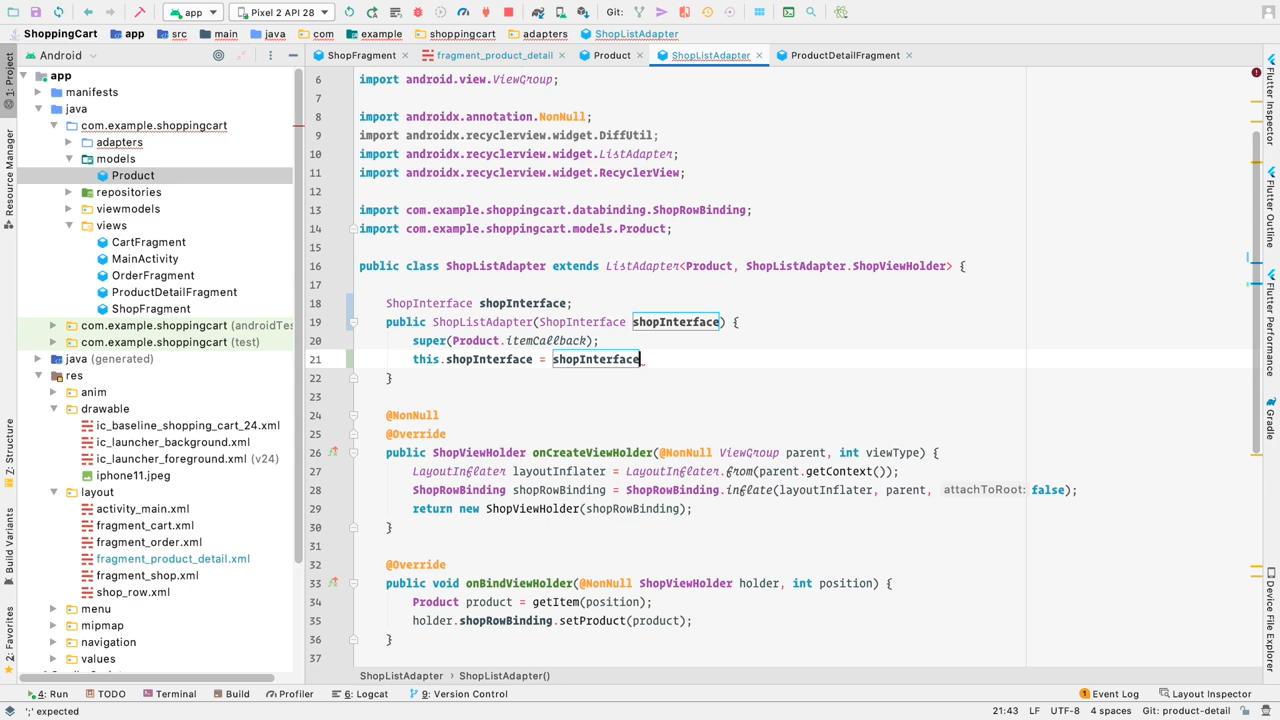 app
Pixel 2 API 28
Git:
ShoppingCart
app
src
main
java
com
example
shoppingcart
adapters
ShopListAdapter
Android
ShopFragment
fragment_product_detail
Product
ShopListAdapter
ProductDetailFragment
1: Project
Resource Manager
Z: Structure
Build Variants
2: Favorites
app
manifests
java
com.example.shoppingcart
adapters
models
Product
repositories
viewmodels
views
CartFragment
MainActivity
OrderFragment
ProductDetailFragment
ShopFragment
com.example.shoppingcart (androidTes
com.example.shoppingcart (test)
java (generated)
res
anim
drawable
ic_baseline_shopping_cart_24.xml
ic_launcher_background.xml
ic_launcher_foreground.xml (v24)
iphone11.jpeg
layout
activity_main.xml
fragment_cart.xml
fragment_order.xml
fragment_product_detail.xml
fragment_shop.xml
shop_row.xml
menu
mipmap
navigation
values
6 import android.view.ViewGroup;
7
8 import androidx.annotation.NonNull;
9 import androidx.recyclerview.widget.DiffUtil;
10 import androidx.recyclerview.widget.ListAdapter;
11 import androidx.recyclerview.widget.RecyclerView;
12
13 import com.example.shoppingcart.databinding.ShopRowBinding;
14 import com.example.shoppingcart.models.Product;
15
16 public class ShopListAdapter extends ListAdapter<Product, ShopListAdapter.ShopViewHolder> {
17
18 ShopInterface shopInterface;
19 public ShopListAdapter(ShopInterface shopInterface) {
20 super(Product.itemCallback);
21 this.shopInterface = shopInterface
22 }
23
24 @NonNull
25 @Override
26 public ShopViewHolder onCreateViewHolder(@NonNull ViewGroup parent, int viewType) {
27 LayoutInflater layoutInflater = LayoutInflater.from(parent.getContext());
28 ShopRowBinding shopRowBinding = ShopRowBinding.inflate(layoutInflater, parent, attachToRoot: false);
29 return new ShopViewHolder(shopRowBinding);
30 }
31
32 @Override
33 public void onBindViewHolder(@NonNull ShopViewHolder holder, int position) {
34 Product product = getItem(position);
35 holder.shopRowBinding.setProduct(product);
36 }
37
ShopListAdapter > ShopListAdapter()
Flutter Inspector
Flutter Outline
Flutter Performance
Gradle
Device File Explorer
4: Run
TODO
Terminal
Build
Profiler
6: Logcat
9: Version Control
1 Event Log
Layout Inspector
';' expected
21:43
LF
UTF-8
4 spaces
Git: product-detail